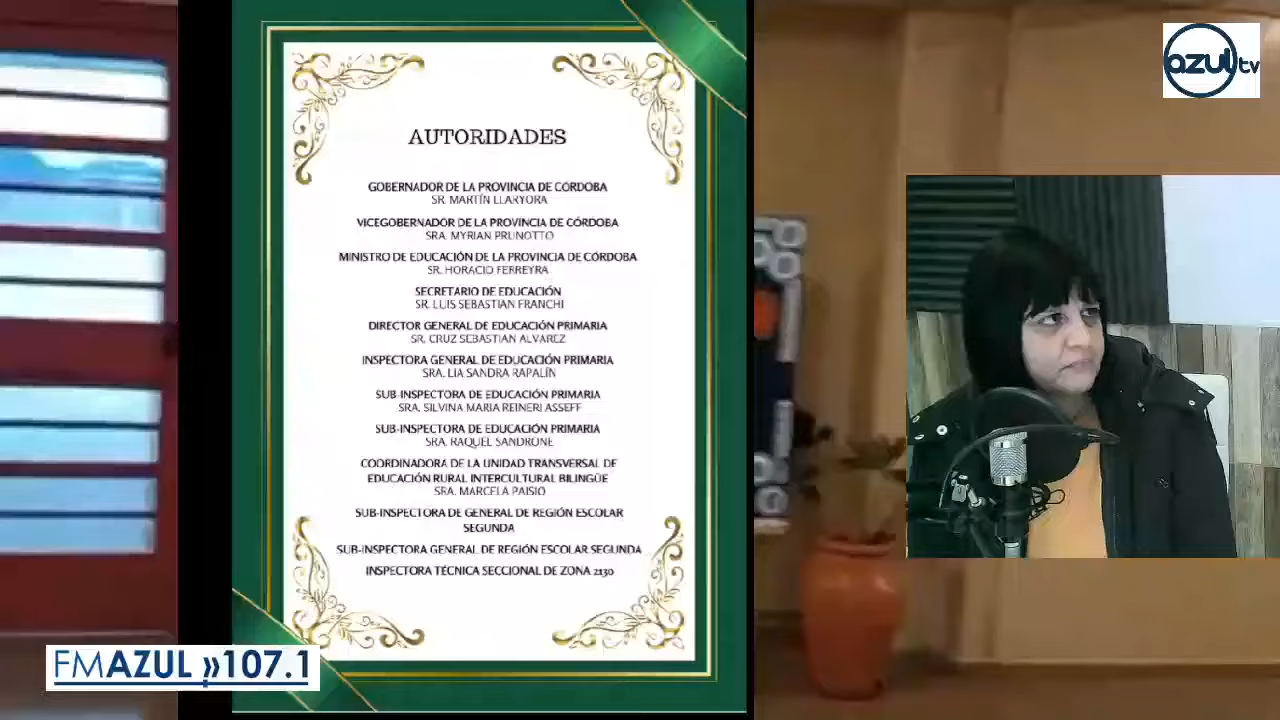 AUTORIDADES
GOBERNADOR DE LA PROVINCIA DE CÓRDOBA
SR. MARTÍN LLARYORA
VICEGOBERNADOR DE LA PROVINCIA DE CÓRDOBA
SRA. MYRIAN PRUNOTTO
MINISTRO DE EDUCACIÓN DE LA PROVINCIA DE CÓRDOBA
SR. HORACIO FERREYRA
SECRETARIO DE EDUCACIÓN
SR. LUIS SEBASTIAN FRANCHI
DIRECTOR GENERAL DE EDUCACIÓN PRIMARIA
SR. CRUZ SEBASTIAN ALVAREZ
INSPECTORA GENERAL DE EDUCACIÓN PRIMARIA
SRA. LIA SANDRA RAPALÍN
SUB-INSPECTORA DE EDUCACIÓN PRIMARIA
SRA. SILVINA MARIA REINERI ASSEFF
SUB-INSPECTORA DE EDUCACIÓN PRIMARIA
SRA. RAQUEL SANDRONE
COORDINADORA DE LA UNIDAD TRANSVERSAL DE
EDUCACIÓN RURAL INTERCULTURAL BILINGÜE
SRA. MARCELA PAISIO
SUB-INSPECTORA DE GENERAL DE REGIÓN ESCOLAR
SEGUNDA
SUB-INSPECTORA GENERAL DE REGIÓN ESCOLAR SEGUNDA
INSPECTORA TÉCNICA SECCIONAL DE ZONA 2130
azul tv
FMAZUL »107.1